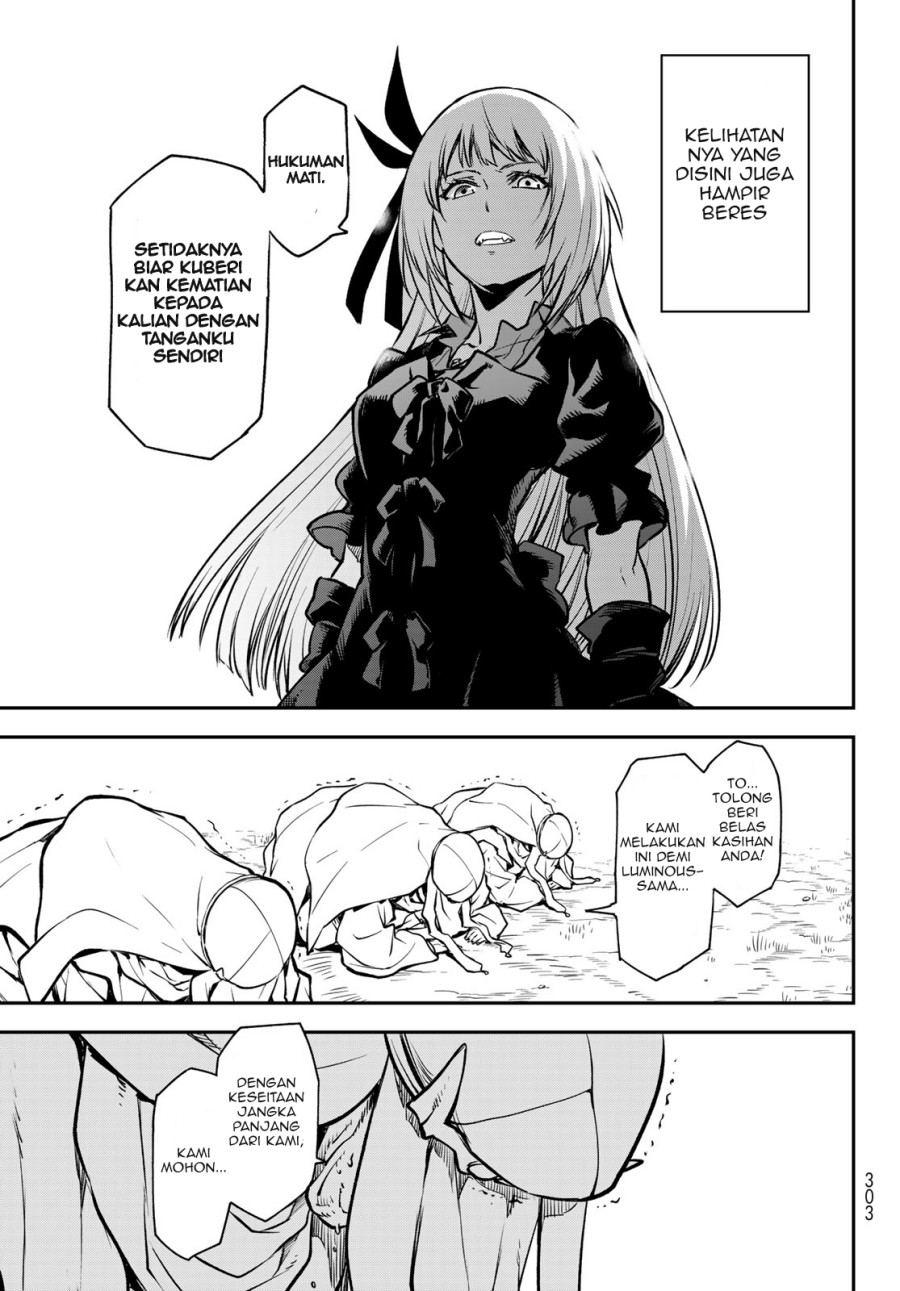 KELIHATAN
NYA YANG
DISINI JUGA
HAMPIR
BERES
HUKUMAN
MATI.
SETIDAKNYA
BIAR KUBERI
KAN KEMATIAN
KEPADA
KALIAN DENGAN
TANGANKU
SENDIRI
TO...
TOLONG
BERI
BELAS
KASIHAN
ANDA!
KAMI
MELAKUKAN
INI DEMI
LUMINOUS-
SAMA...
DENGAN
KESEITAAN
JANGKA
PANJANG
DARI KAMI,
KAMI
MOHON...
303